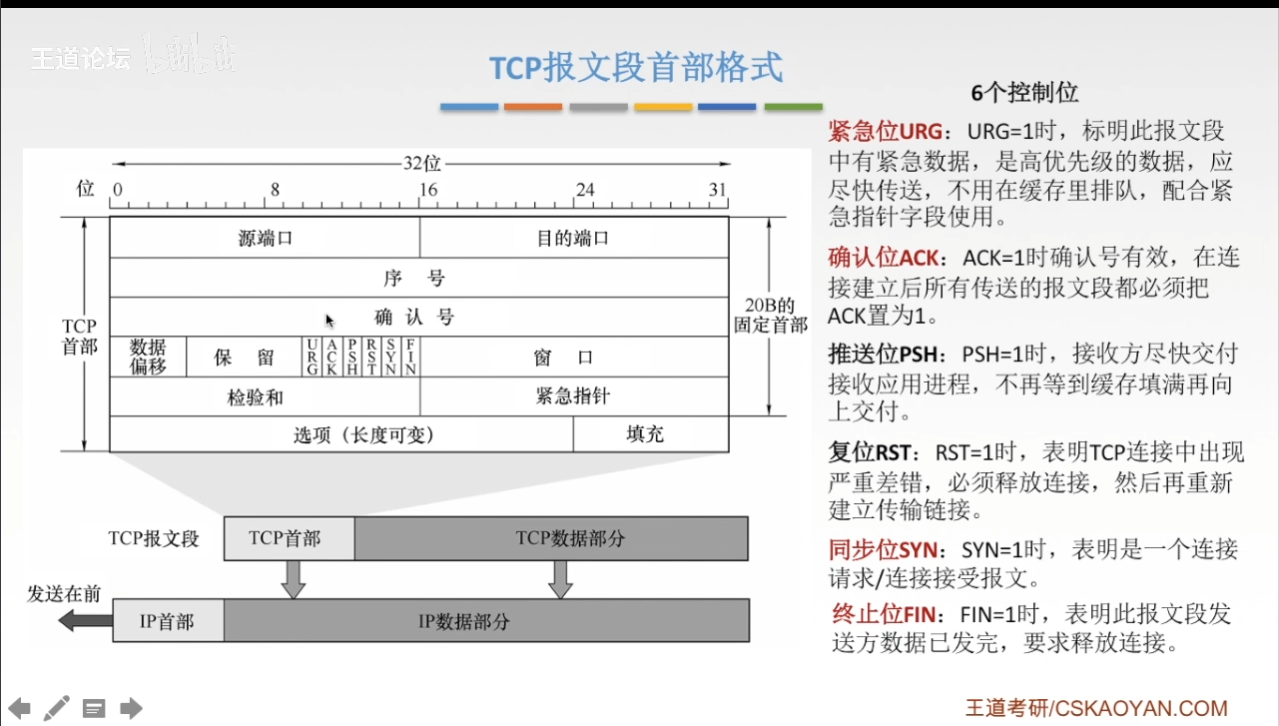 王道论坛 bilibili
TCP报文段首部格式
32位
位 0 8 16 24 31
源端口 目的端口
序 号
确 认 号
数据
偏移
保 留
URG ACK PSH RST SYN FIN
窗 口
检验和 紧急指针
选项（长度可变） 填充
TCP
首部
20B的
固定首部
TCP报文段 TCP首部 TCP数据部分
发送在前
IP首部 IP数据部分
6个控制位
紧急位URG：URG=1时，标明此报文段
中有紧急数据，是高优先级的数据，应
尽快传送，不用在缓存里排队，配合紧
急指针字段使用。
确认位ACK：ACK=1时确认号有效，在连
接建立后所有传送的报文段都必须把
ACK置为1。
推送位PSH：PSH=1时，接收方尽快交付
接收应用进程，不再等到缓存填满再向
上交付。
复位RST：RST=1时，表明TCP连接中出现
严重差错，必须释放连接，然后再重新
建立传输链接。
同步位SYN：SYN=1时，表明是一个连接
请求/连接接受报文。
终止位FIN：FIN=1时，表明此报文段发
送方数据已发完，要求释放连接。
王道考研/CSKAOYAN.COM